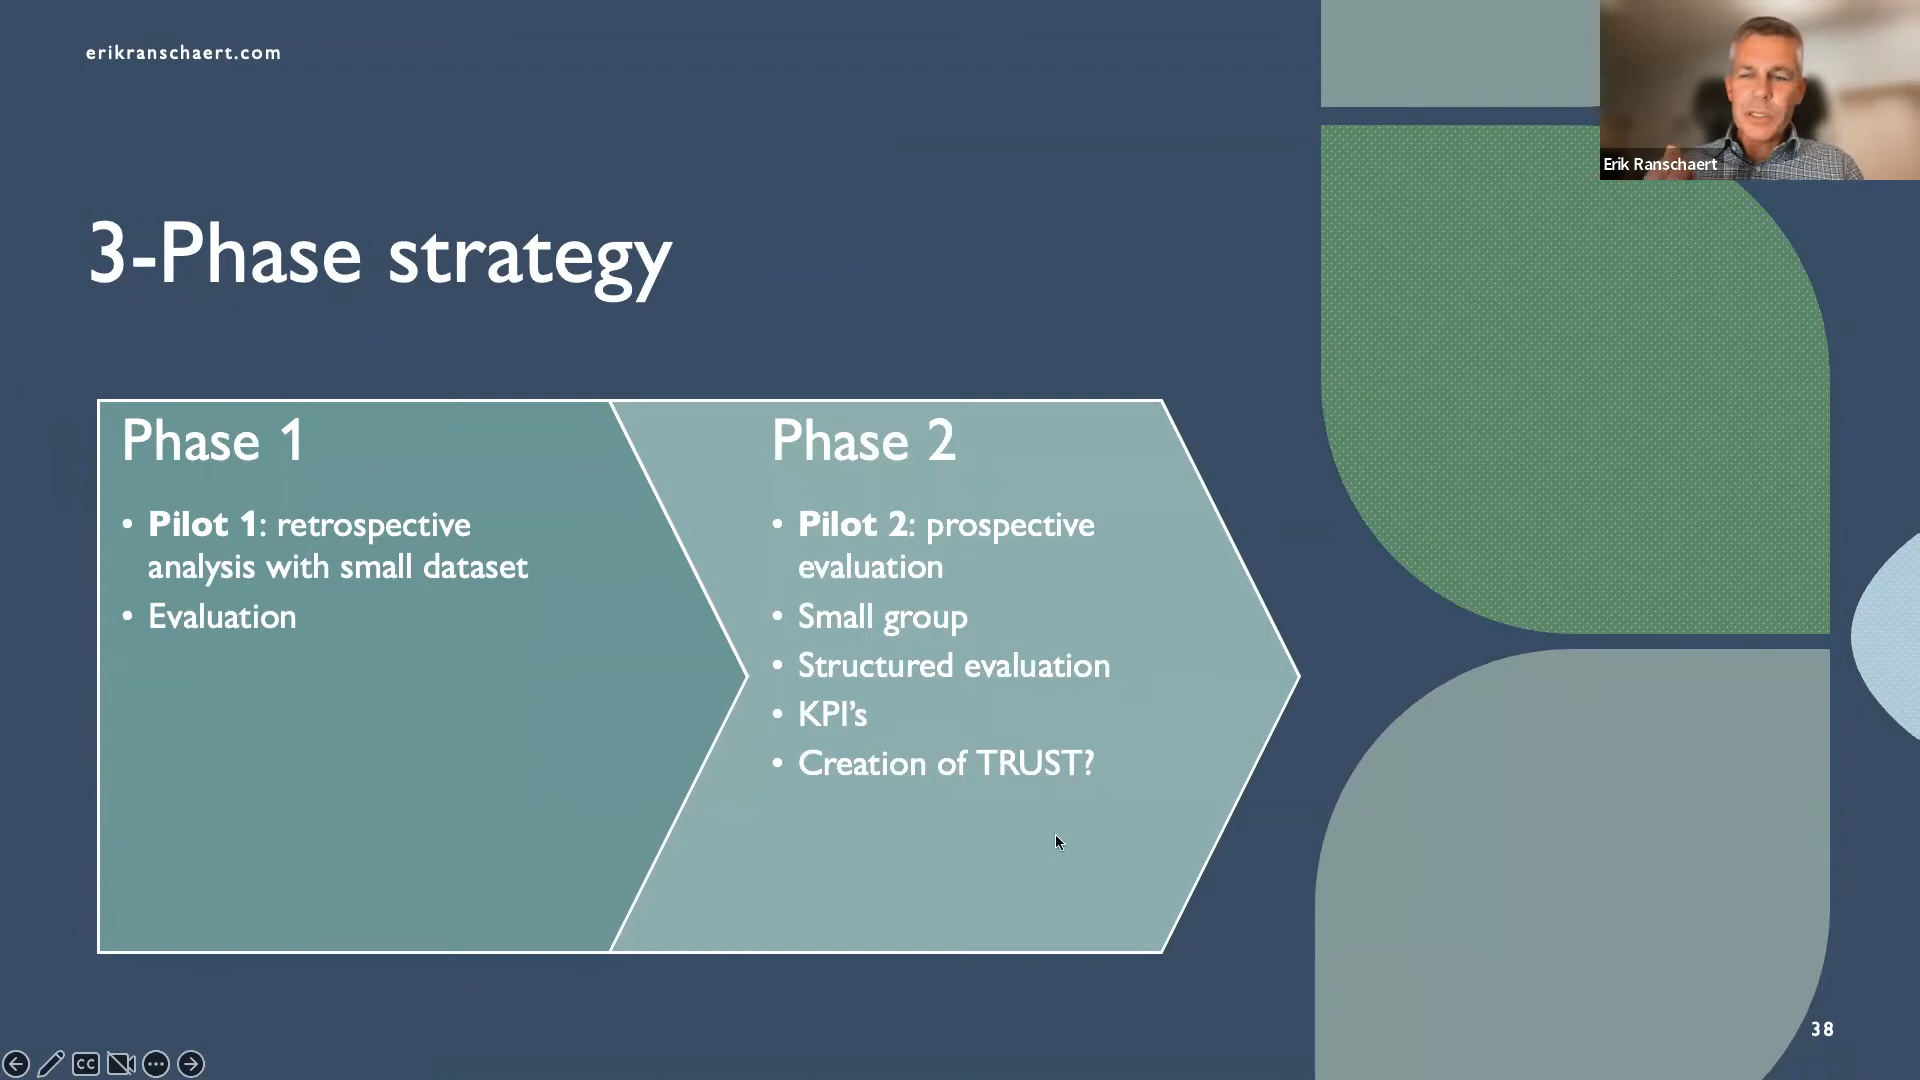 erikranschaert.com
Erik Ranschaert
3-Phase strategy
Phase 1
• Pilot 1: retrospective
analysis with small dataset
• Evaluation
Phase 2
• Pilot 2: prospective
evaluation
• Small group
• Structured evaluation
• KPI’s
• Creation of TRUST?
38
CC